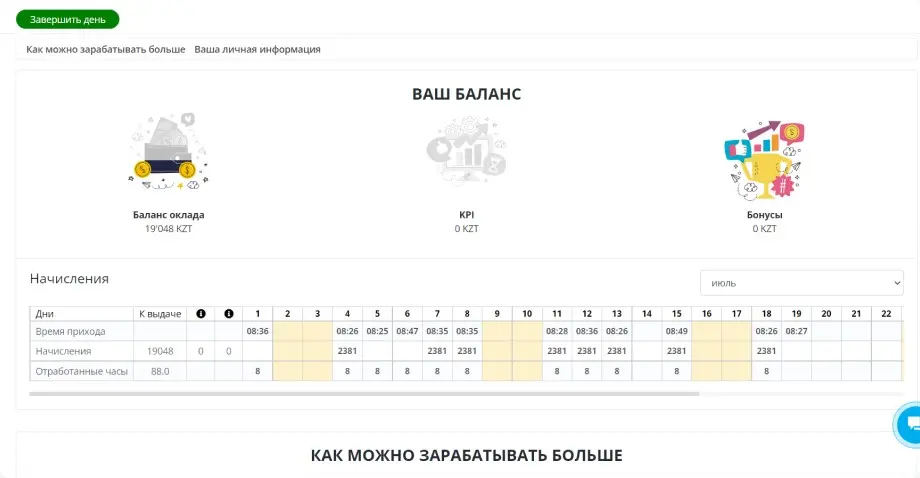 Завершить день
Как можно зарабатывать больше Ваша личная информация
ВАШ БАЛАНС
Баланс оклада KPI Бонусы
19'048 KZT 0 KZT 0 KZT
Начисления
июль
Дни К выдаче 1 2 3 4 5 6 7 8 9 10 11 12 13 14 15 16 17 18 19 20 21 22
Время прихода 08:36 08:26 08:25 08:47 08:35 08:35 08:28 08:36 08:26 08:49 08:26 08:27
Начисления 19048 0 0 2381 2381 2381 2381 2381 2381 2381 2381
Отработанные часы 88.0 8 8 8 8 8 8 8 8 8 8 8
КАК МОЖНО ЗАРАБАТЫВАТЬ БОЛЬШЕ